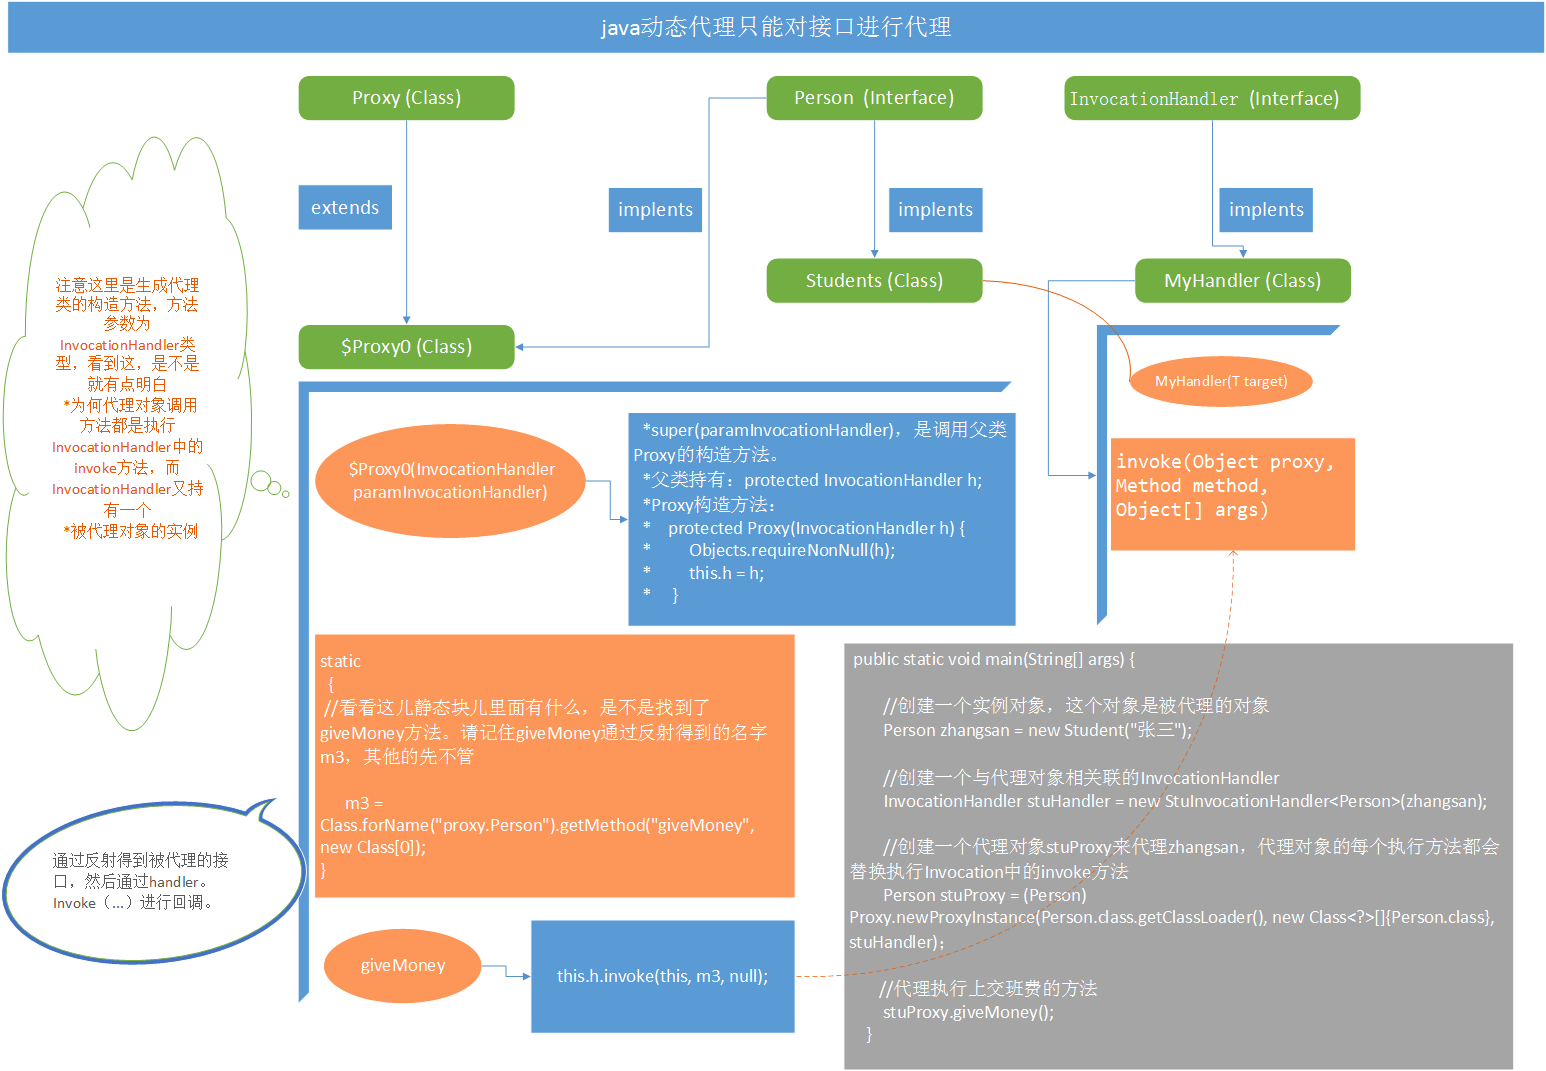 java动态代理只能对接口进行代理
Proxy (Class)
Person  (Interface)
InvocationHandler  (Interface)
extends
implents
implents
implents
Students (Class)
MyHandler (Class)
$Proxy0 (Class)
注意这里是生成代理
类的构造方法，方法
参数为
InvocationHandler类
型，看到这，是不是
就有点明白
*为何代理对象调用
方法都是执行
InvocationHandler中的
invoke方法，而
InvocationHandler又持
有一个
*被代理对象的实例
MyHandler(T target)
$Proxy0(InvocationHandler
paramInvocationHandler)
*super(paramInvocationHandler)，是调用父类
Proxy的构造方法。
*父类持有：protected InvocationHandler h;
*Proxy构造方法：
*    protected Proxy(InvocationHandler h) {
*        Objects.requireNonNull(h);
*        this.h = h;
*    }
invoke(Object proxy,
Method method,
Object[] args)
static
{
//看看这儿静态块儿里面有什么，是不是找到了
giveMoney方法。请记住giveMoney通过反射得到的名字
m3，其他的先不管
m3 =
Class.forName("proxy.Person").getMethod("giveMoney",
new Class[0]);
}
public static void main(String[] args) {
//创建一个实例对象，这个对象是被代理的对象
Person zhangsan = new Student("张三");
//创建一个与代理对象相关联的InvocationHandler
InvocationHandler stuHandler = new StuInvocationHandler<Person>(zhangsan);
//创建一个代理对象stuProxy来代理zhangsan，代理对象的每个执行方法都会
替换执行Invocation中的invoke方法
Person stuProxy = (Person)
Proxy.newProxyInstance(Person.class.getClassLoader(), new Class<?>[]{Person.class},
stuHandler)；
//代理执行上交班费的方法
stuProxy.giveMoney();
}
通过反射得到被代理的接
口，然后通过handler。
Invoke（...）进行回调。
giveMoney
this.h.invoke(this, m3, null);